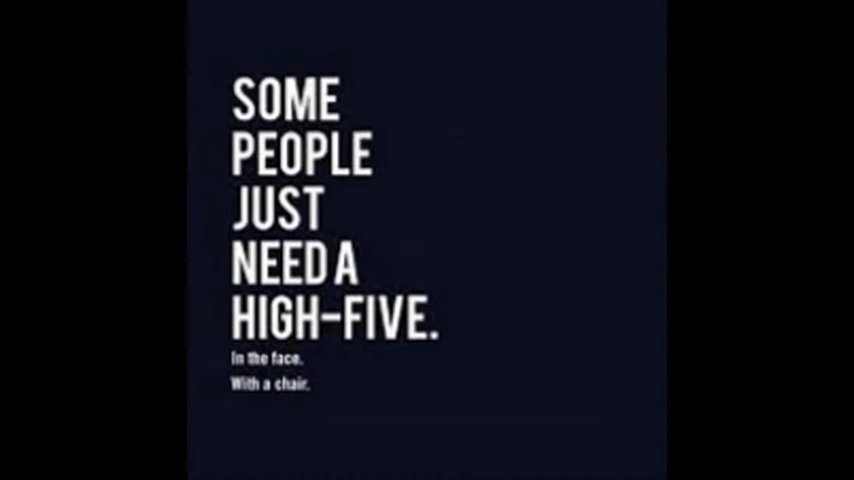 SOME
PEOPLE
JUST
NEED A
HIGH-FIVE.
In the face.
With a chair.